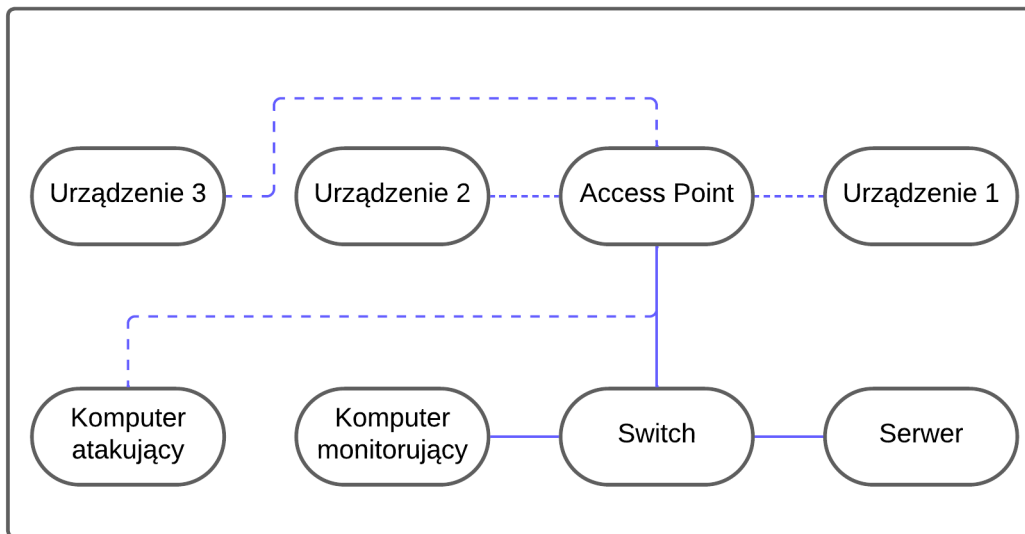 Urządzenie 3
Urządzenie 2
Access Point
Urządzenie 1
Komputer
atakujący
Komputer
monitorujący
Switch
Serwer